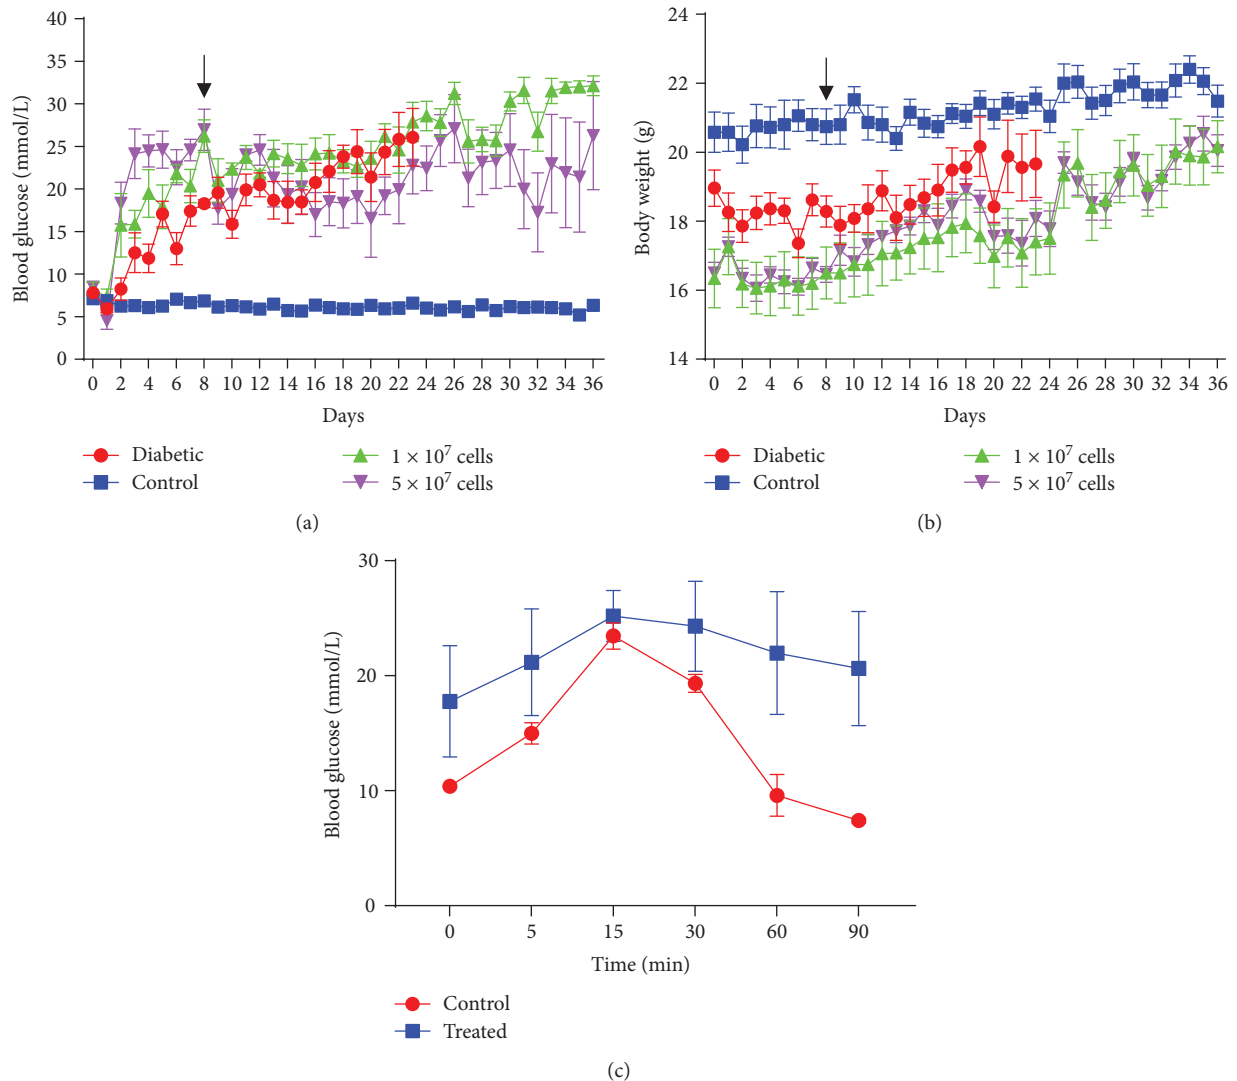 40
35
30
25
20
15
10
5
0
Blood glucose (mmol/L)
0 2 4 6 8 10 12 14 16 18 20 22 24 26 28 30 32 34 36
Days
Diabetic
Control
1 × 10⁷ cells
5 × 10⁷ cells
(a)
24
22
20
18
16
14
Body weight (g)
0 2 4 6 8 10 12 14 16 18 20 22 24 26 28 30 32 34 36
Days
Diabetic
Control
1 × 10⁷ cells
5 × 10⁷ cells
(b)
30
20
10
0
Blood glucose (mmol/L)
0 5 15 30 60 90
Time (min)
Control
Treated
(c)